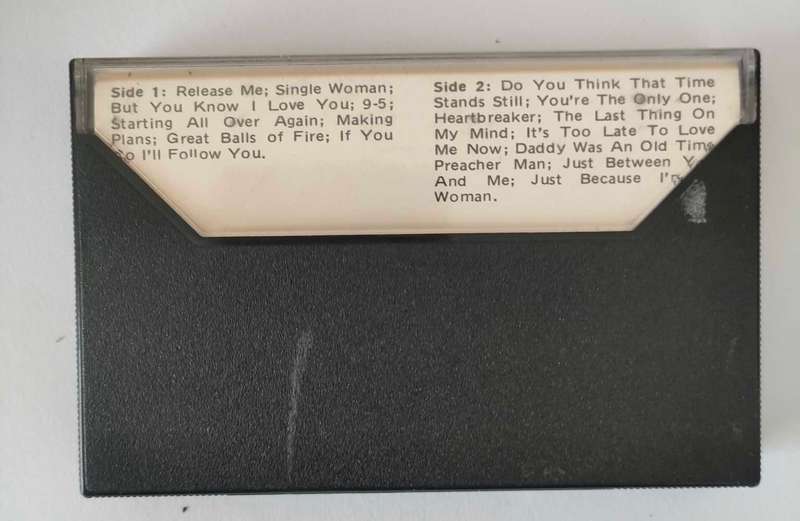 Side 1: Release Me; Single Woman;
But You Know I Love You; 9-5;
Starting All Over Again; Making
Plans; Great Balls of Fire; If You
Go I'll Follow You.
Side 2: Do You Think That Time
Stands Still; You're The Only One;
Heartbreaker; The Last Thing On
My Mind; It's Too Late To Love
Me Now; Daddy Was An Old Time
Preacher Man; Just Between You
And Me; Just Because I'm
Woman.